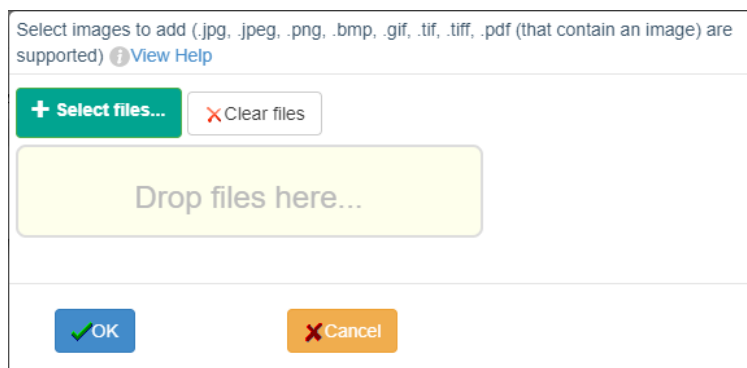 Select images to add (.jpg, .jpeg, .png, .bmp, .gif, .tif, .tiff, .pdf (that contain an image) are
supported) i View Help
+ Select files... Clear files
Drop files here...
OK Cancel